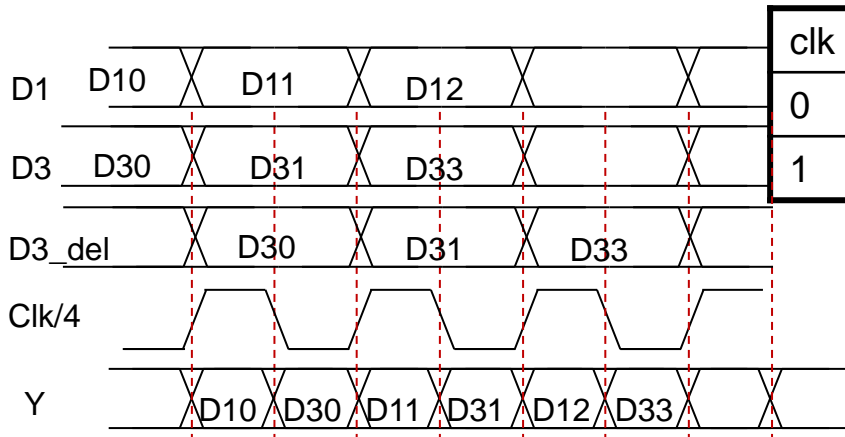 clk
D1 D10 D11 D12
0
D3 D30 D31 D33
1
D3_del D30 D31 D33
Clk/4
Y D10 D30 D11 D31 D12 D33